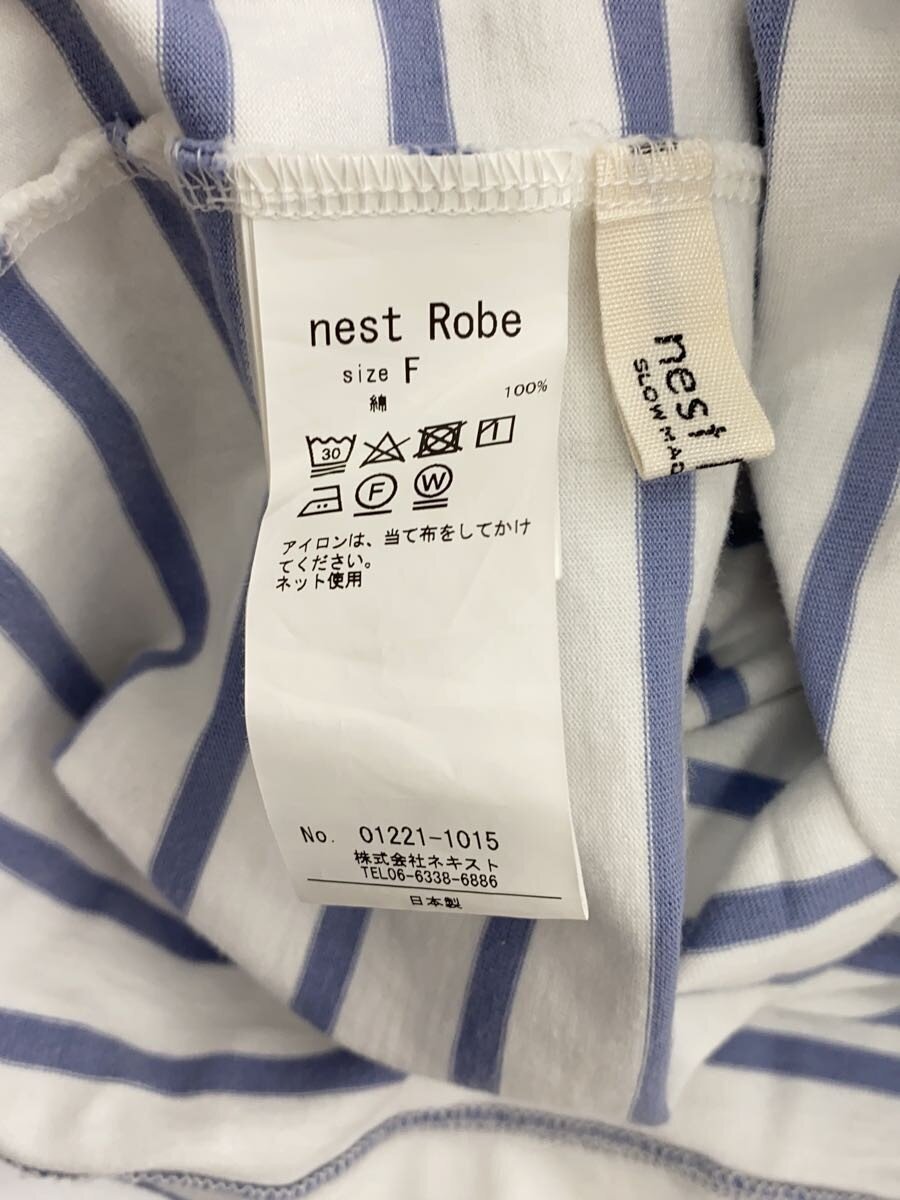 nest Robe
size F
綿 100%
30
1
F W
アイロンは、当て布をしてかけ
てください。
ネット使用
No. 01221-1015
株式会社ネキスト
TEL06-6338-6886
日本製
nest
SLOW MAD